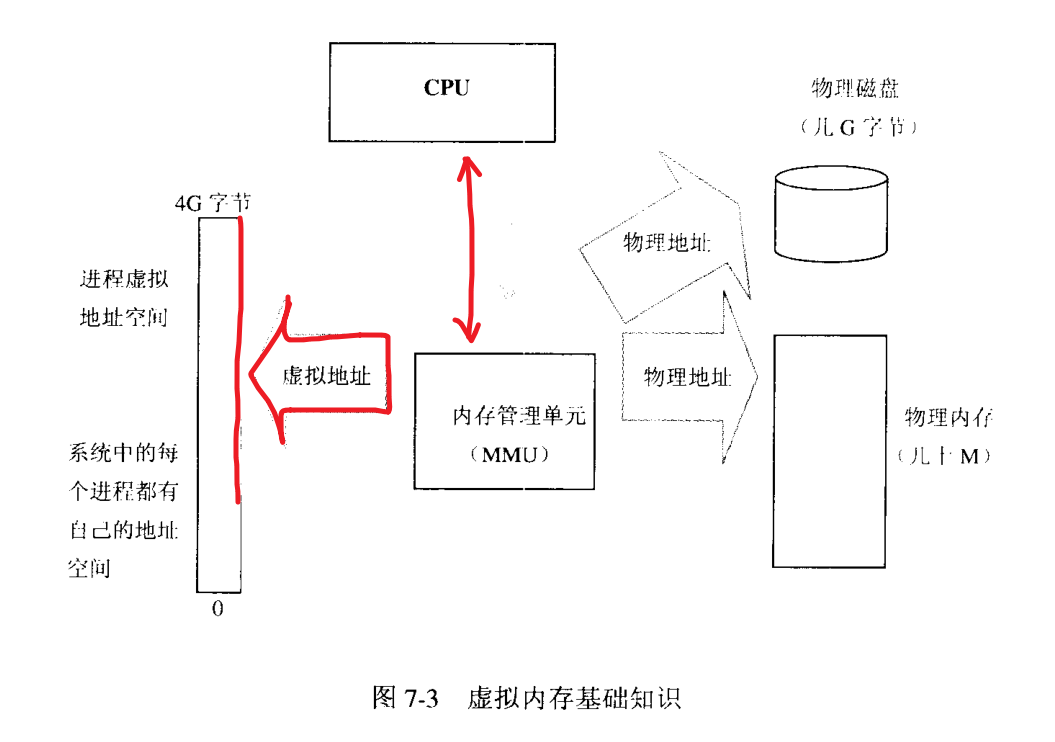 CPU
物理磁盘
（几 G 字节）
4G 字节
物理地址
进程虚拟
地址空间
虚拟地址
物理地址
内存管理单元
（MMU）
物理内存
（几十 M）
系统中的每
个进程都有
自己的地址
空间
0
图 7-3 虚拟内存基础知识